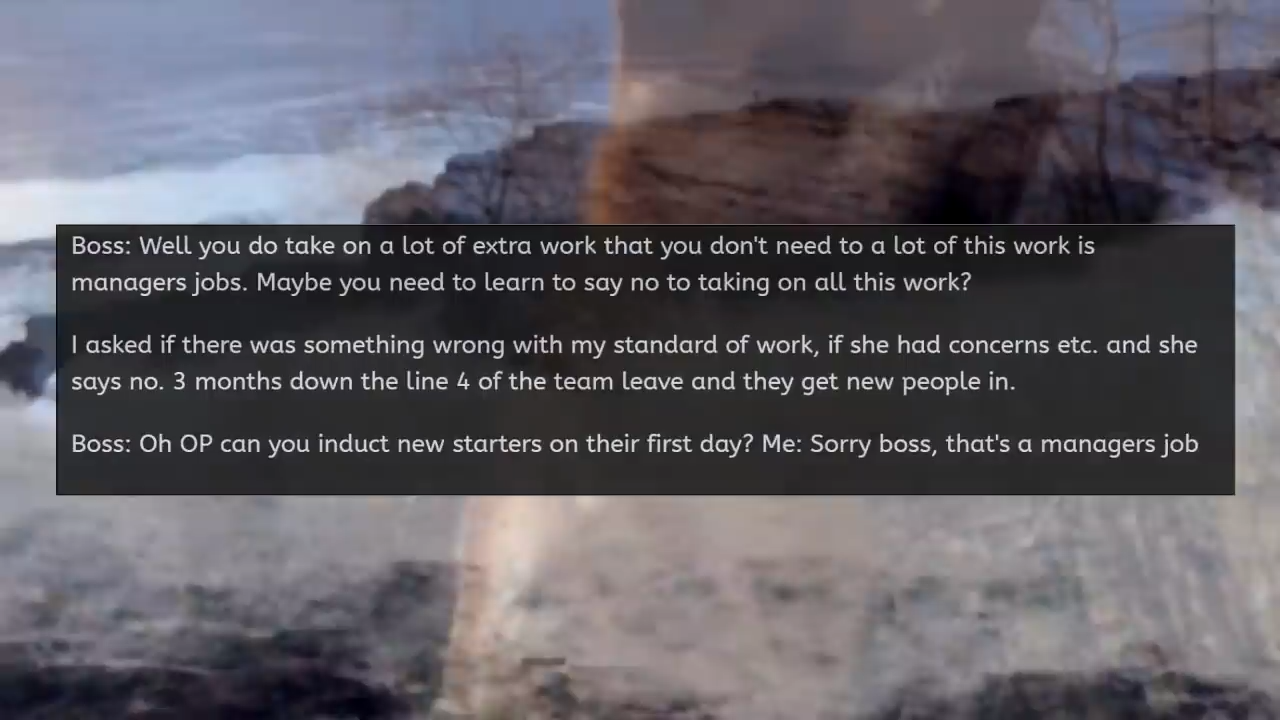 Boss: Well you do take on a lot of extra work that you don't need to a lot of this work is
managers jobs. Maybe you need to learn to say no to taking on all this work?
I asked if there was something wrong with my standard of work, if she had concerns etc. and she
says no. 3 months down the line 4 of the team leave and they get new people in.
Boss: Oh OP can you induct new starters on their first day? Me: Sorry boss, that's a managers job